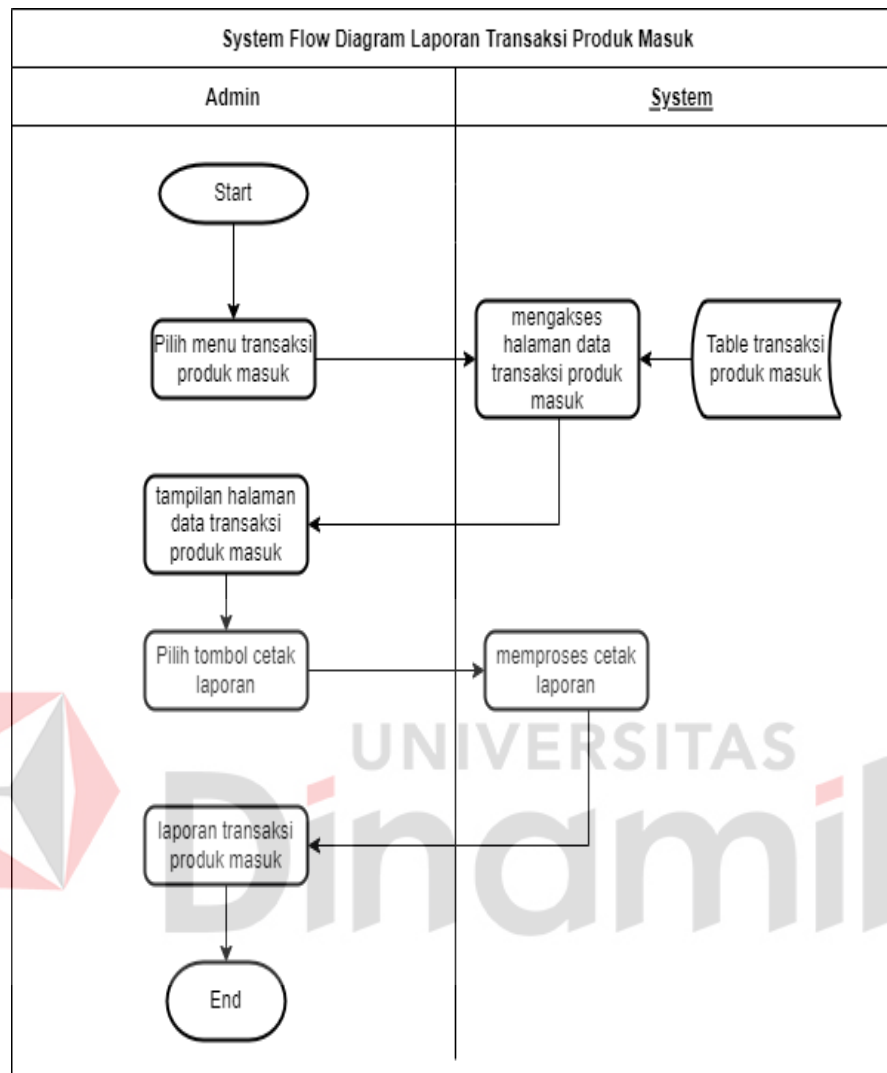 System Flow Diagram Laporan Transaksi Produk Masuk
Admin
System
Start
Pilih menu transaksi
produk masuk
mengakses
halaman data
transaksi produk
masuk
Table transaksi
produk masuk
tampilan halaman
data transaksi
produk masuk
Pilih tombol cetak
laporan
memproses cetak
laporan
UNIVERSITAS
Dinamik
laporan transaksi
produk masuk
End